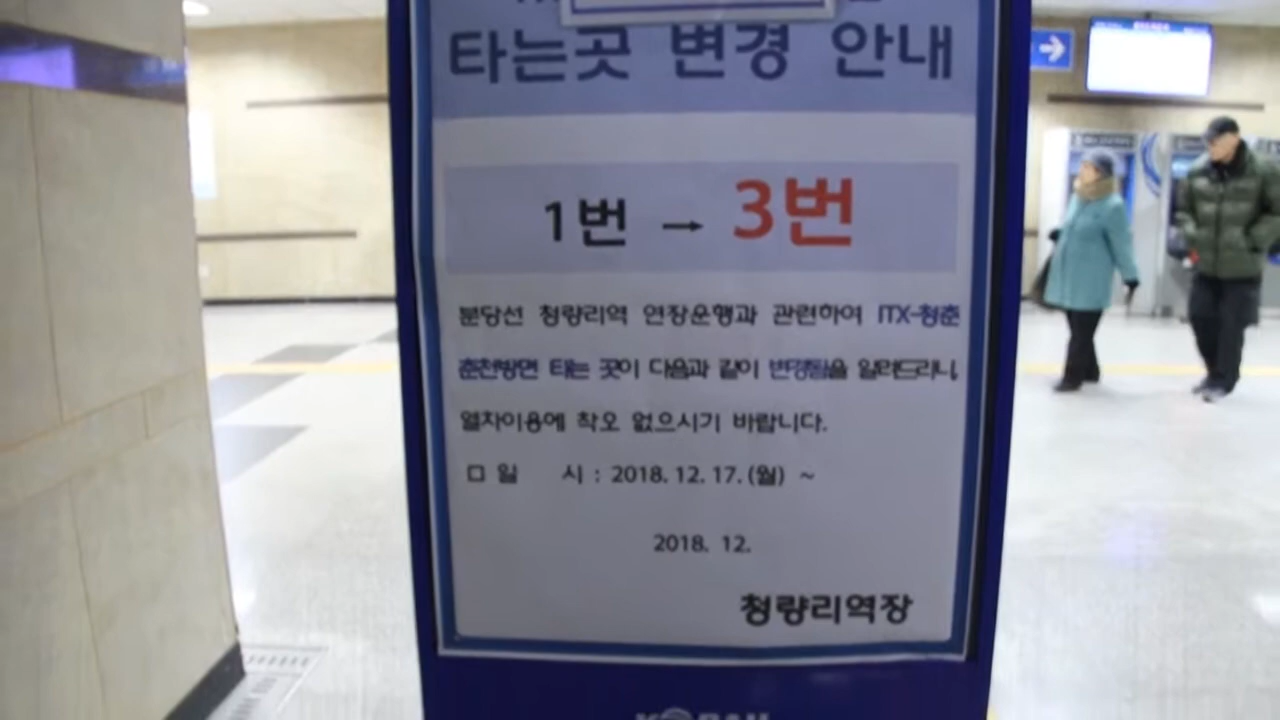 타는곳 변경 안내
1번 → 3번
분당선 청량리역 연장운행과 관련하여 ITX-청춘
춘천방면 타는 곳이 다음과 같이 변경됨을 알려드리니,
열차이용에 착오 없으시기 바랍니다.
□ 일 시 : 2018. 12. 17. (월) ~
2018. 12.
청량리역장